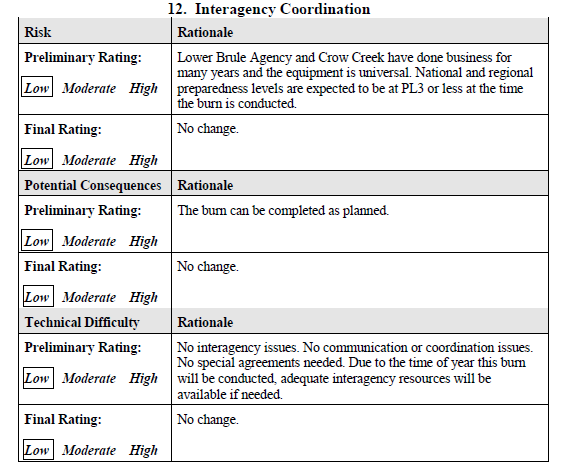 12. Interagency Coordination
Risk
Rationale
Preliminary Rating:
Low Moderate High
Lower Brule Agency and Crow Creek have done business for
many years and the equipment is universal. National and regional
preparedness levels are expected to be at PL3 or less at the time
the burn is conducted.
Final Rating:
Low Moderate High
No change.
Potential Consequences
Rationale
Preliminary Rating:
Low Moderate High
The burn can be completed as planned.
Final Rating:
Low Moderate High
No change.
Technical Difficulty
Rationale
Preliminary Rating:
Low Moderate High
No interagency issues. No communication or coordination issues.
No special agreements needed. Due to the time of year this burn
will be conducted, adequate interagency resources will be
available if needed.
Final Rating:
Low Moderate High
No change.